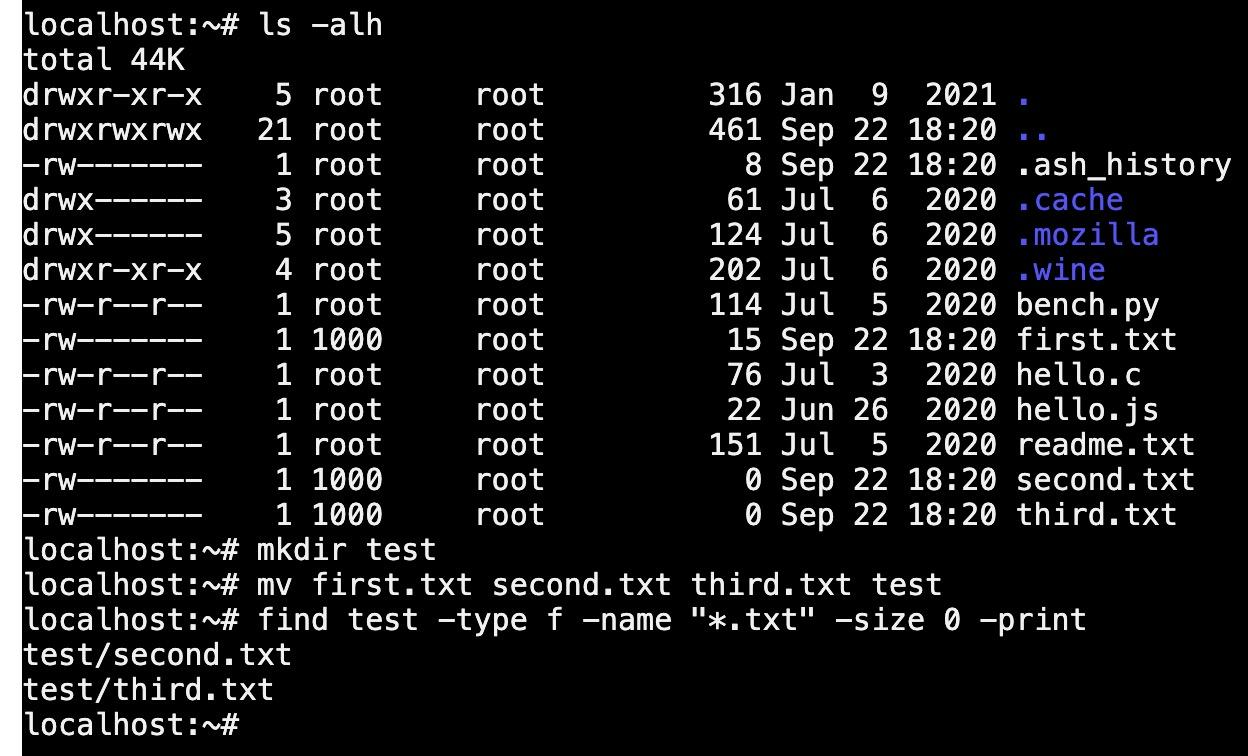 localhost:~# ls -alh
total 44K
drwxr-xr-x    5 root     root         316 Jan  9  2021 .
drwxrwxrwx   21 root     root         461 Sep 22 18:20 ..
-rw-------    1 root     root           8 Sep 22 18:20 .ash_history
drwx------    3 root     root          61 Jul  6  2020 .cache
drwx------    5 root     root         124 Jul  6  2020 .mozilla
drwxr-xr-x    4 root     root         202 Jul  6  2020 .wine
-rw-r--r--    1 root     root         114 Jul  5  2020 bench.py
-rw-------    1 1000     root          15 Sep 22 18:20 first.txt
-rw-r--r--    1 root     root          76 Jul  3  2020 hello.c
-rw-r--r--    1 root     root          22 Jun 26  2020 hello.js
-rw-r--r--    1 root     root         151 Jul  5  2020 readme.txt
-rw-------    1 1000     root           0 Sep 22 18:20 second.txt
-rw-------    1 1000     root           0 Sep 22 18:20 third.txt
localhost:~# mkdir test
localhost:~# mv first.txt second.txt third.txt test
localhost:~# find test -type f -name "*.txt" -size 0 -print
test/second.txt
test/third.txt
localhost:~#